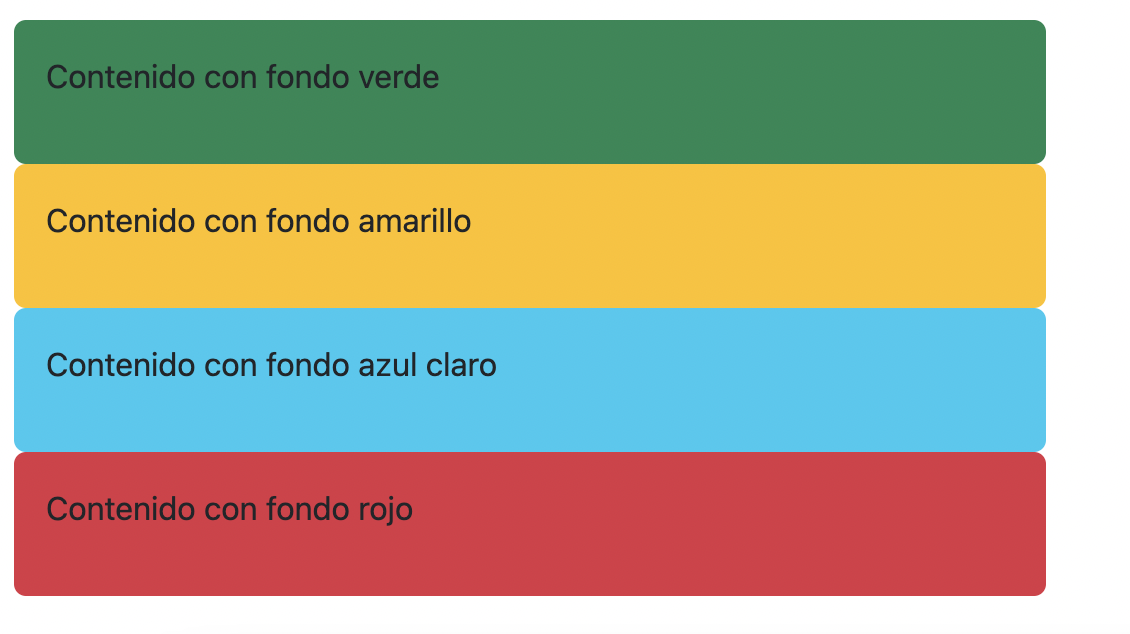 Contenido con fondo verde
Contenido con fondo amarillo
Contenido con fondo azul claro
Contenido con fondo rojo